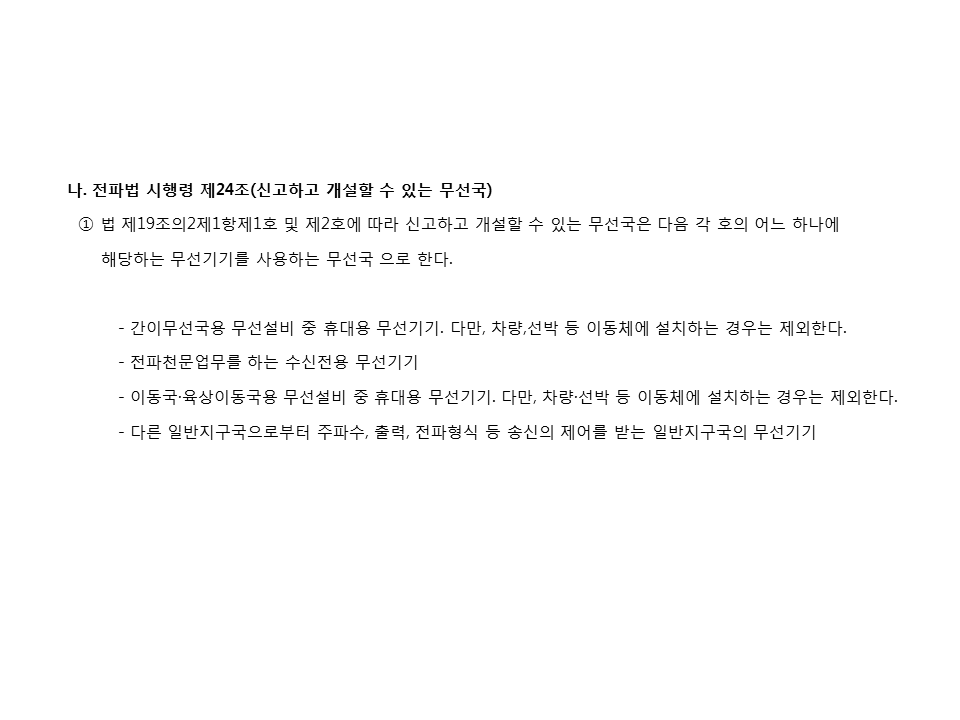 나. 전파법 시행령 제24조(신고하고 개설할 수 있는 무선국)
① 법 제19조의2제1항제1호 및 제2호에 따라 신고하고 개설할 수 있는 무선국은 다음 각 호의 어느 하나에
해당하는 무선기기를 사용하는 무선국 으로 한다.
- 간이무선국용 무선설비 중 휴대용 무선기기. 다만, 차량,선박 등 이동체에 설치하는 경우는 제외한다.
- 전파천문업무를 하는 수신전용 무선기기
- 이동국·육상이동국용 무선설비 중 휴대용 무선기기. 다만, 차량·선박 등 이동체에 설치하는 경우는 제외한다.
- 다른 일반지구국으로부터 주파수, 출력, 전파형식 등 송신의 제어를 받는 일반지구국의 무선기기